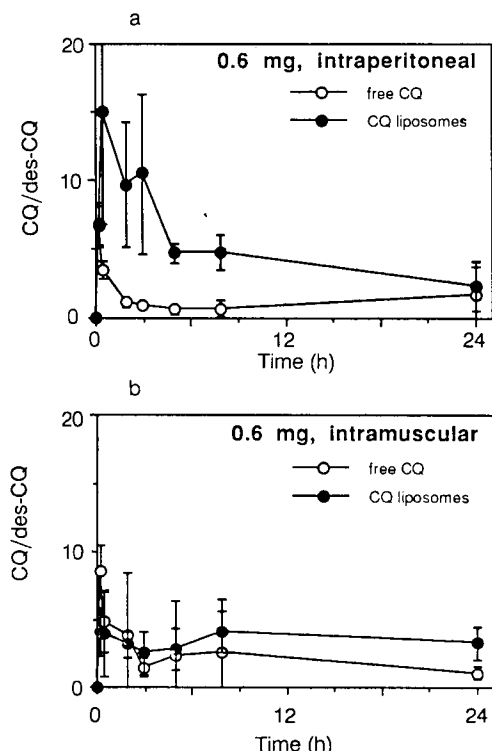 a
20
0.6 mg, intraperitoneal
free CQ
CQ liposomes
10
CQ/des-CQ
0
0
12
24
Time (h)
b
20
0.6 mg, intramuscular
free CQ
CQ liposomes
10
CQ/des-CQ
0
0
12
24
Time (h)